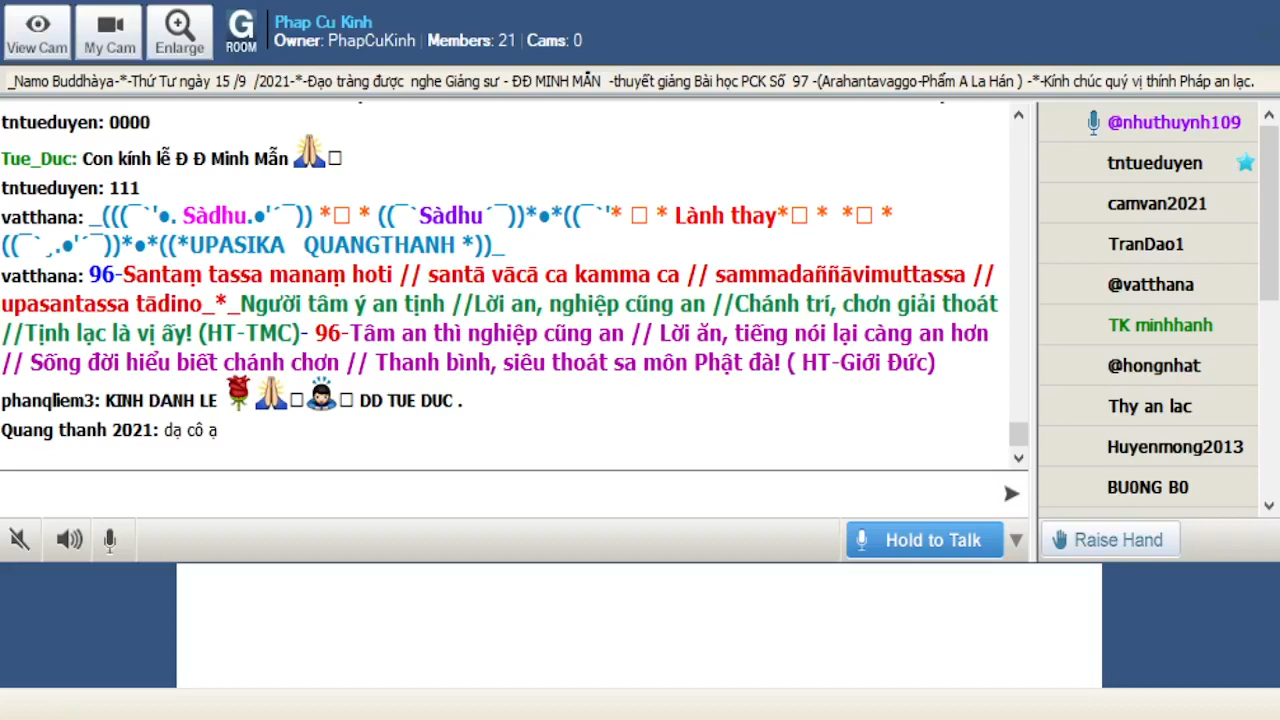 View Cam
My Cam
Enlarge
G
ROOM
Phap Cu Kinh
Owner: PhapCuKinh | Members: 21 | Cams: 0
_Namo Buddhàya-*-Thứ Tư ngày 15 /9 /2021-*-Đạo tràng được nghe Giảng sư - ĐĐ MINH MẪN -thuyết giảng Bài học PCK Số 97 -(Arahantavaggo-Phẩm A La Hán ) -*-Kính chúc quý vị thính Pháp an lạc.
tntueduyen: 0000
Tue_Duc: Con kính lễ Đ Đ Minh Mẫn 🙏□
tntueduyen: 111
vatthana: _(((¯`'●. Sàdhu.●'´¯)) *□ * ((¯`Sàdhu´¯))*●*((¯`'* □ * Lành thay*□ * *□ *
((¯`¸.●'´¯))*●*((*UPASIKA QUANGTHANH *))_
vatthana: 96-Santaṃ tassa manaṃ hoti // santā vācā ca kamma ca // sammadaññāvimuttassa //
upasantassa tādino_*_Người tâm ý an tịnh //Lời an, nghiệp cũng an //Chánh trí, chơn giải thoát
//Tịnh lạc là vị ấy! (HT-TMC)- 96-Tâm an thì nghiệp cũng an // Lời ăn, tiếng nói lại càng an hơn
// Sống đời hiểu biết chánh chơn // Thanh bình, siêu thoát sa môn Phật đà! ( HT-Giới Đức)
phanqliem3: KINH DANH LE 🌹🙏□🙇□ DD TUE DUC .
Quang thanh 2021: dạ cô ạ
Hold to Talk
@nhuthuynh109
tntueduyen
camvan2021
TranDao1
@vatthana
TK minhhanh
@hongnhat
Thy an lac
Huyenmong2013
BU0NG B0
Raise Hand